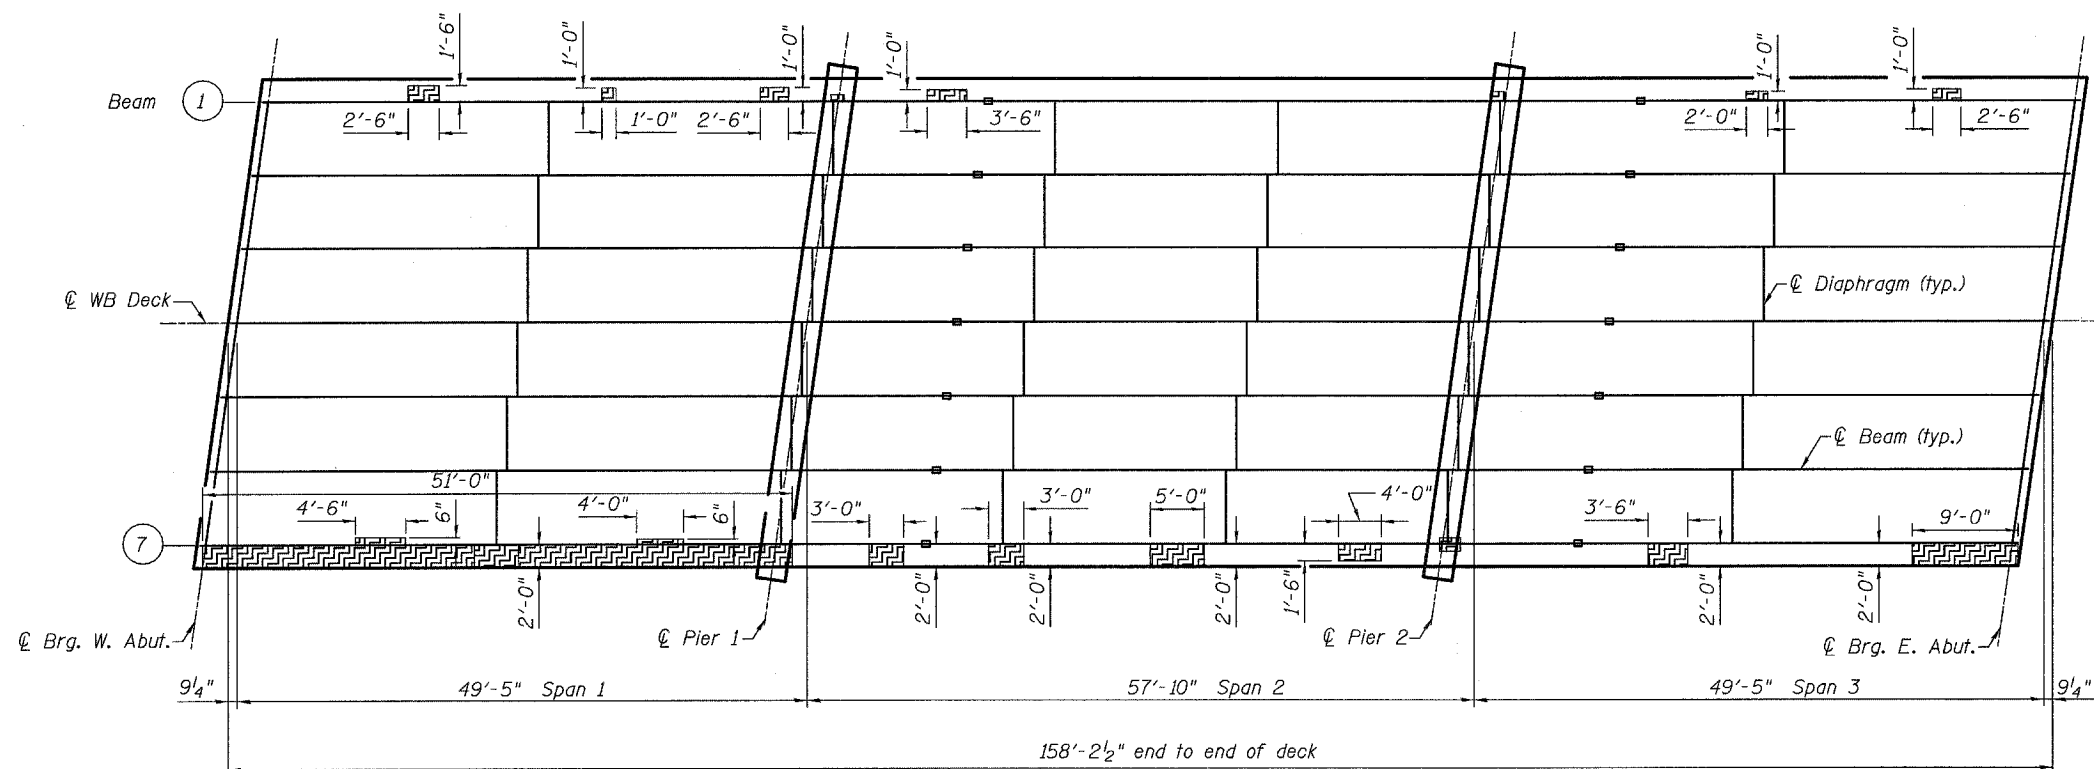 1'-6"
1'-0"
1'-0"
1'-0"
1'-0"
1'-0"
Beam 1
2'-6"
1'-0"
2'-6"
3'-6"
2'-0"
2'-6"
℄ WB Deck
℄ Diaphragm (typ.)
℄ Beam (typ.)
51'-0"
4'-6"
6"
4'-0"
6"
3'-0"
3'-0"
5'-0"
4'-0"
3'-6"
9'-0"
7
2'-0"
2'-0"
2'-0"
2'-0"
1'-6"
2'-0"
2'-0"
℄ Brg. W. Abut.
℄ Pier 1
℄ Pier 2
℄ Brg. E. Abut.
9¼"
49'-5" Span 1
57'-10" Span 2
49'-5" Span 3
9¼"
158'-2½" end to end of deck